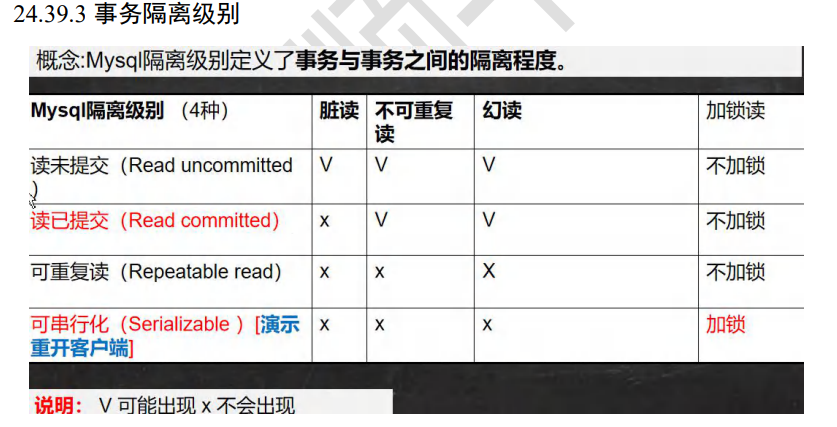 24.39.3 事务隔离级别
概念:Mysql隔离级别定义了事务与事务之间的隔离程度。
Mysql隔离级别 （4种） 脏读 不可重复读 幻读 加锁读
读未提交（Read uncommitted） V V V 不加锁
读已提交（Read committed） x V V 不加锁
可重复读（Repeatable read） x x X 不加锁
可串行化（Serializable ）[演示重开客户端] x x x 加锁
说明： V 可能出现 x 不会出现